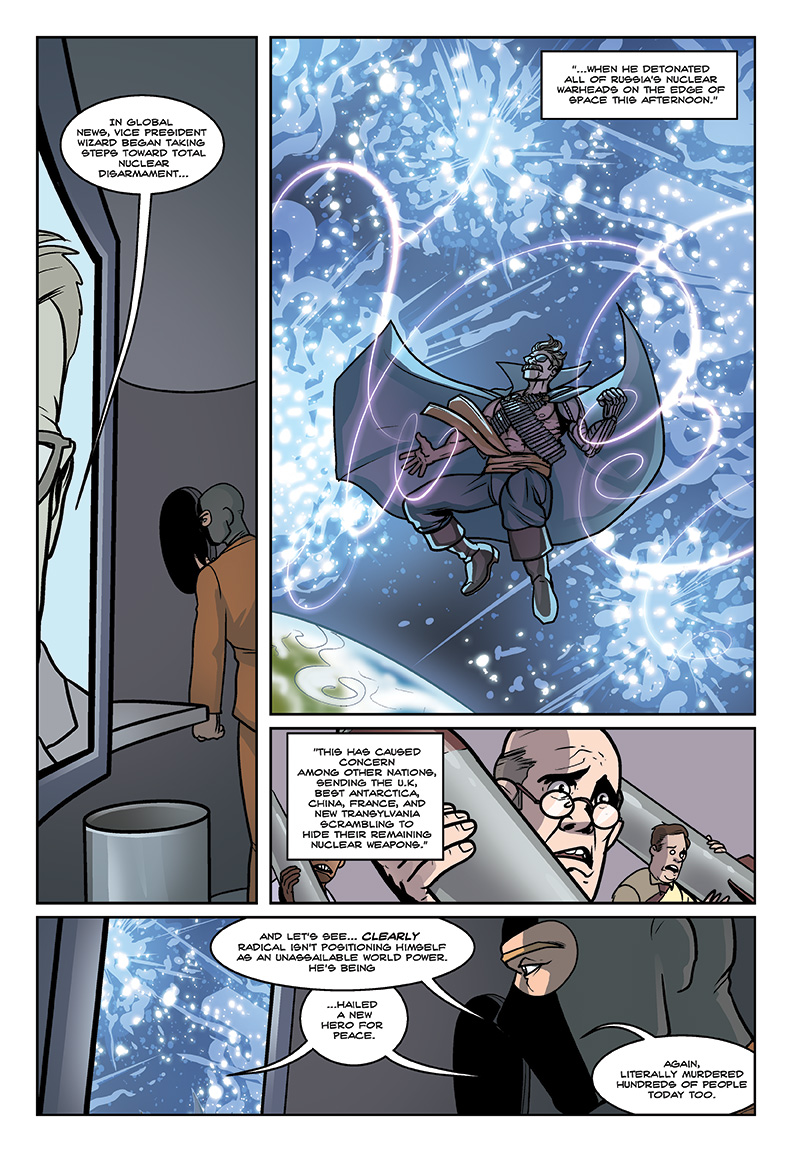 IN GLOBAL
NEWS, VICE PRESIDENT
WIZARD BEGAN TAKING
STEPS TOWARD TOTAL
NUCLEAR
DISARMAMENT...
"...WHEN HE DETONATED
ALL OF RUSSIA'S NUCLEAR
WARHEADS ON THE EDGE OF
SPACE THIS AFTERNOON."
"THIS HAS CAUSED
CONCERN
AMONG OTHER NATIONS,
SENDING THE U.K,
BEST ANTARCTICA,
CHINA, FRANCE, AND
NEW TRANSYLVANIA
SCRAMBLING TO
HIDE THEIR REMAINING
NUCLEAR WEAPONS."
AND LET'S SEE... CLEARLY
RADICAL ISN'T POSITIONING HIMSELF
AS AN UNASSAILABLE WORLD POWER.
HE'S BEING
...HAILED
A NEW
HERO FOR
PEACE.
AGAIN,
LITERALLY MURDERED
HUNDREDS OF PEOPLE
TODAY TOO.